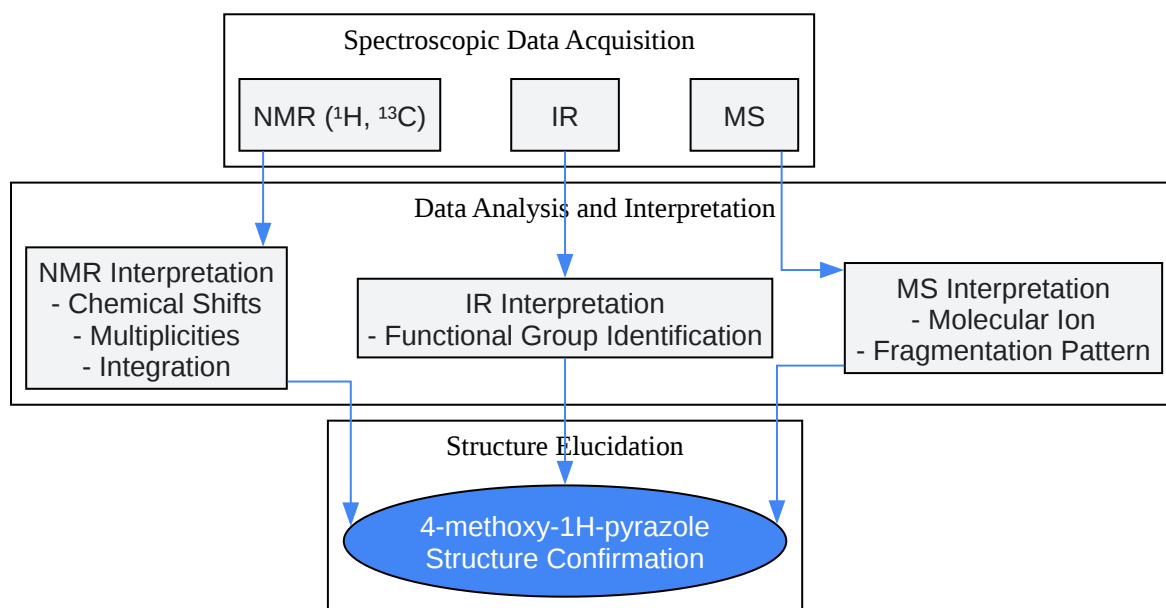 Spectroscopic Data Acquisition
NMR (¹H, ¹³C)
IR
MS
Data Analysis and Interpretation
NMR Interpretation
- Chemical Shifts
- Multiplicities
- Integration
IR Interpretation
- Functional Group Identification
MS Interpretation
- Molecular Ion
- Fragmentation Pattern
Structure Elucidation
4-methoxy-1H-pyrazole
Structure Confirmation